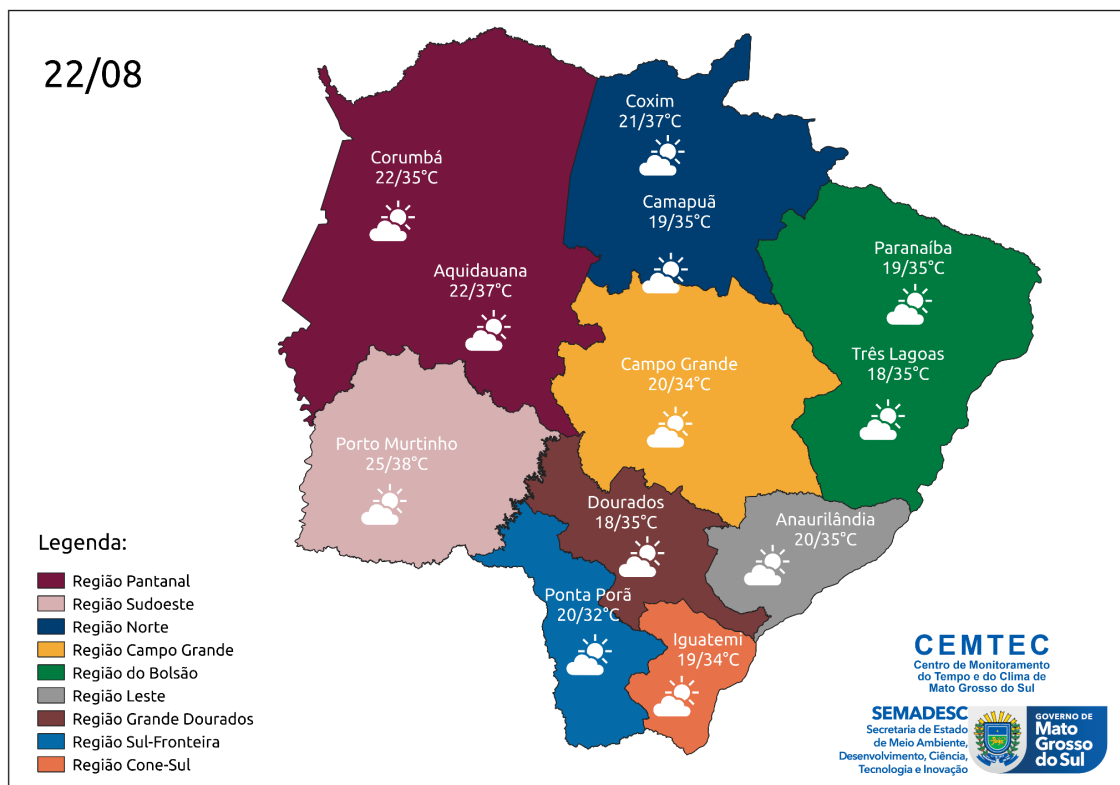 22/08
Coxim
21/37°C
Corumbá
22/35°C
Camapuã
19/35°C
Paranaíba
19/35°C
Aquidauana
22/37°C
Três Lagoas
18/35°C
Campo Grande
20/34°C
Porto Murtinho
25/38°C
Dourados
18/35°C
Anaurilândia
20/35°C
Ponta Porã
20/32°C
Iguatemi
19/34°C
Legenda:
Região Pantanal
Região Sudoeste
Região Norte
Região Campo Grande
Região do Bolsão
Região Leste
Região Grande Dourados
Região Sul-Fronteira
Região Cone-Sul
CEMTEC
Centro de Monitoramento
do Tempo e do Clima de
Mato Grosso do Sul
SEMADESC
Secretaria de Estado
de Meio Ambiente,
Desenvolvimento, Ciência,
Tecnologia e Inovação
GOVERNO DE
Mato
Grosso
do Sul